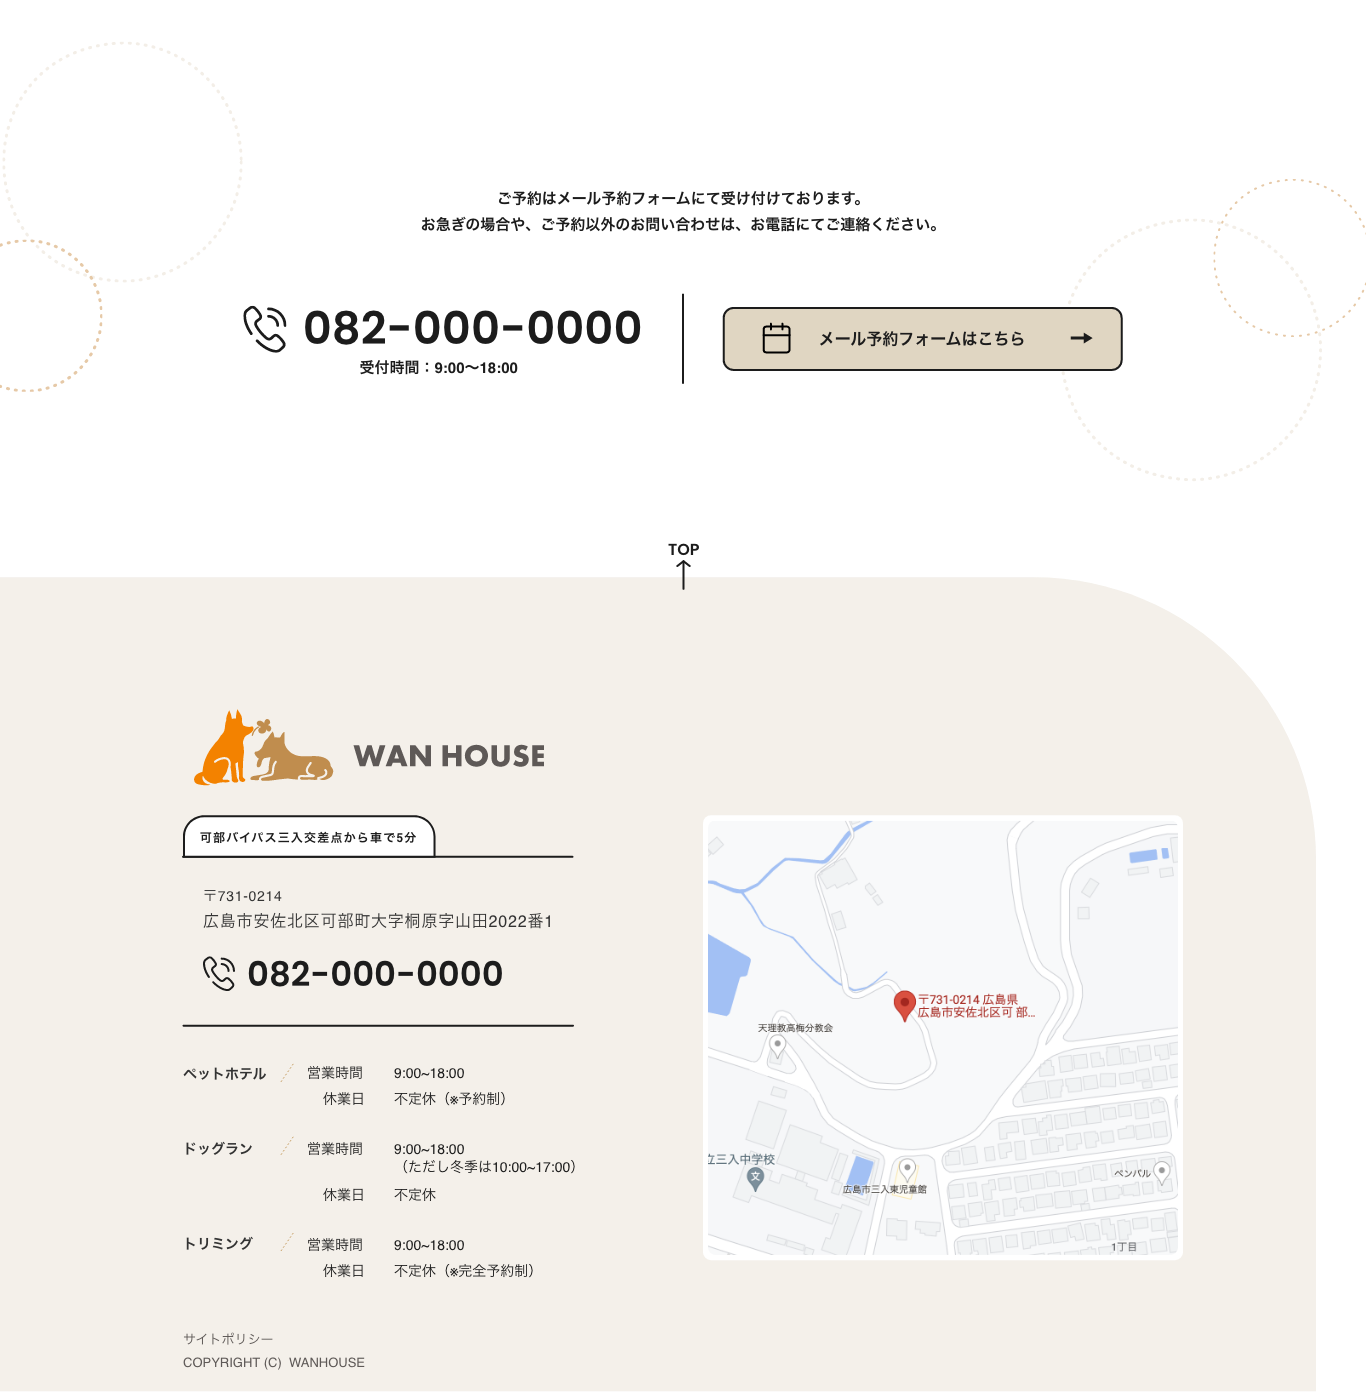 ご予約はメール予約フォームにて受け付けております。
お急ぎの場合や、ご予約以外のお問い合わせは、お電話にてご連絡ください。
082-000-0000
受付時間：9:00〜18:00
メール予約フォームはこちら
TOP
WAN HOUSE
可部バイパス三入交差点から車で5分
〒731-0214
広島市安佐北区可部町大字桐原字山田2022番1
082-000-0000
ペットホテル 営業時間 9:00~18:00
休業日 不定休（※予約制）
ドッグラン 営業時間 9:00~18:00
（ただし冬季は10:00~17:00）
休業日 不定休
トリミング 営業時間 9:00~18:00
休業日 不定休（※完全予約制）
サイトポリシー
COPYRIGHT (C) WANHOUSE
〒731-0214 広島県
広島市安佐北区可 部...
天理教高梅分教会
立三入中学校
文
広島市三入東児童館
ペンパル
1丁目